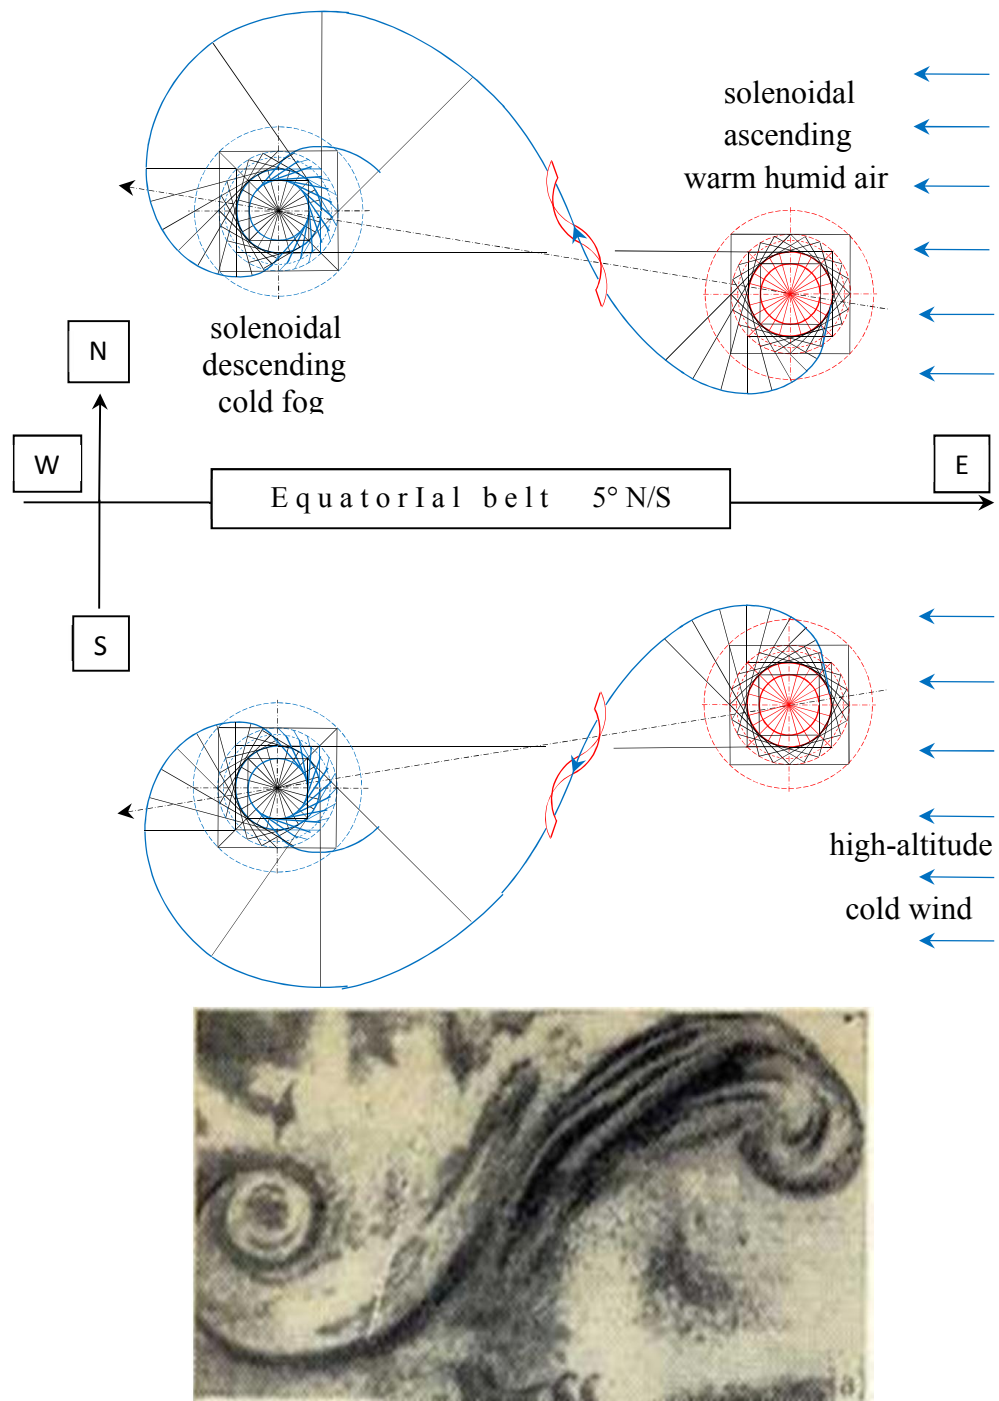 solenoidal
ascending
warm humid air
solenoidal
descending
cold fog
N
W
E
EquatorIal belt 5° N/S
S
high-altitude
cold wind
a)